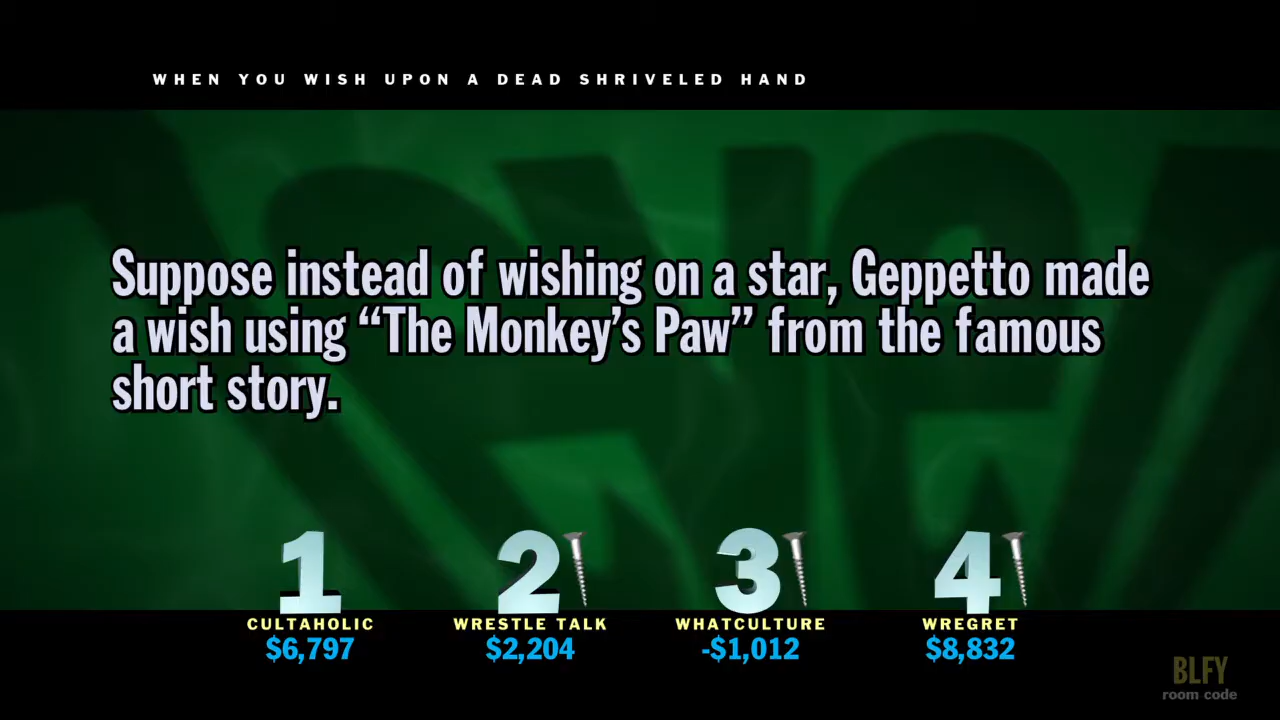 WHEN YOU WISH UPON A DEAD SHRIVELED HAND
Suppose instead of wishing on a star, Geppetto made
a wish using “The Monkey’s Paw” from the famous
short story.
1 2 3 4
CULTAHOLIC WRESTLE TALK WHATCULTURE WREGRET
$6,797 $2,204 -$1,012 $8,832
BLFY
room code